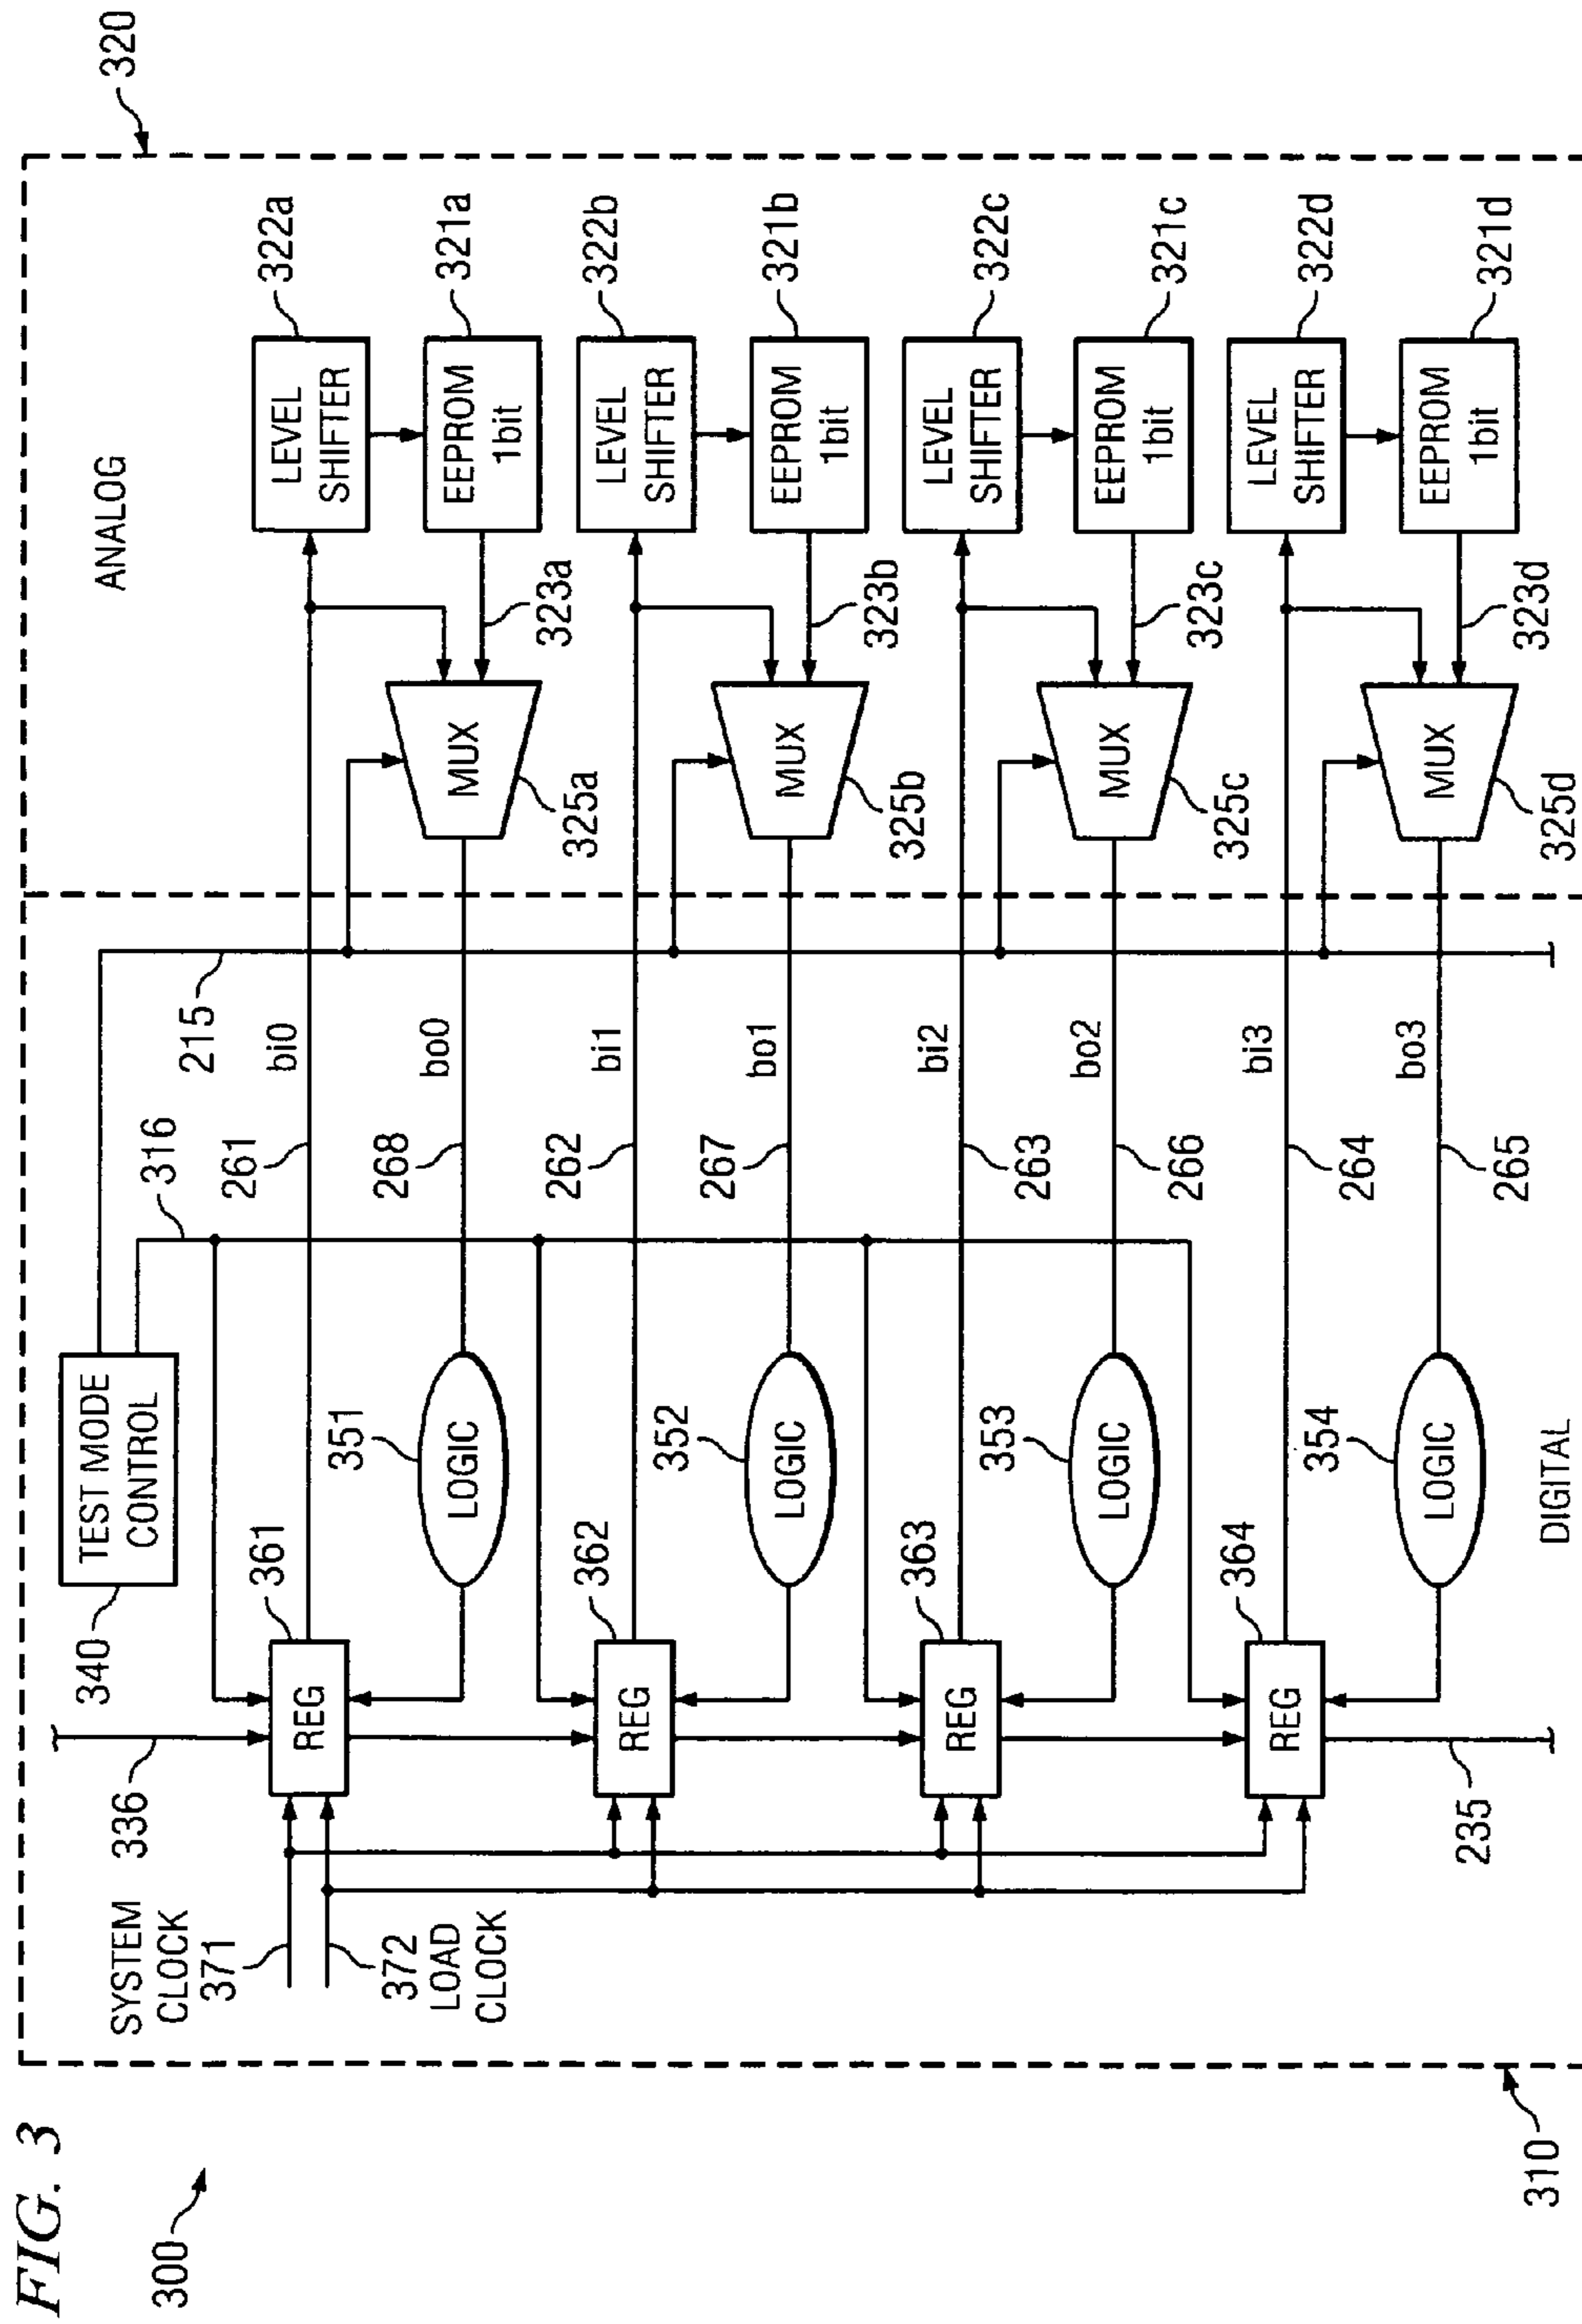 FIG. 3
300
310
320
SYSTEM
CLOCK
371
372
LOAD
CLOCK
336
340
TEST MODE
CONTROL
316
215
ANALOG
361
REG
261
bi0
LEVEL
SHIFTER
322a
351
LOGIC
268
bo0
MUX
325a
323a
EEPROM
1bit
321a
362
REG
262
bi1
LEVEL
SHIFTER
322b
352
LOGIC
267
bo1
MUX
325b
323b
EEPROM
1bit
321b
363
REG
263
bi2
LEVEL
SHIFTER
322c
353
LOGIC
266
bo2
MUX
325c
323c
EEPROM
1bit
321c
364
REG
264
bi3
LEVEL
SHIFTER
322d
354
LOGIC
265
bo3
MUX
325d
323d
EEPROM
1bit
321d
235
DIGITAL